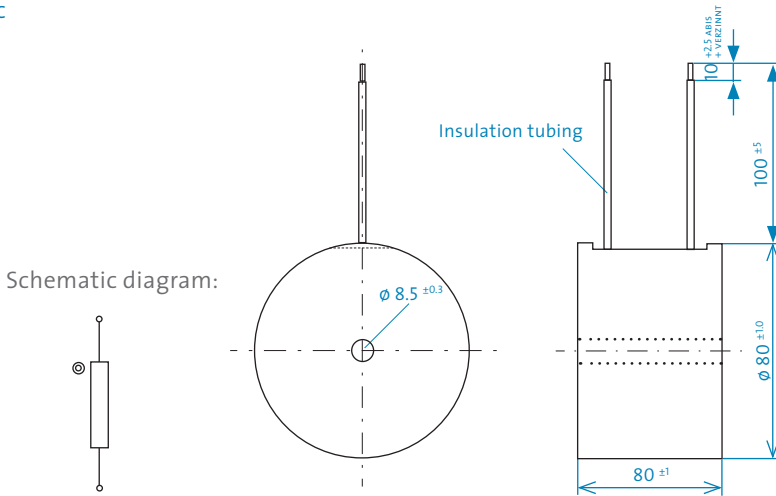 c
10 +2.5 ABIS
+ VERZINNT
Insulation tubing
100 ±5
Schematic diagram:
ø 8.5 ±0.3
ø 80 ±1.0
80 ±1